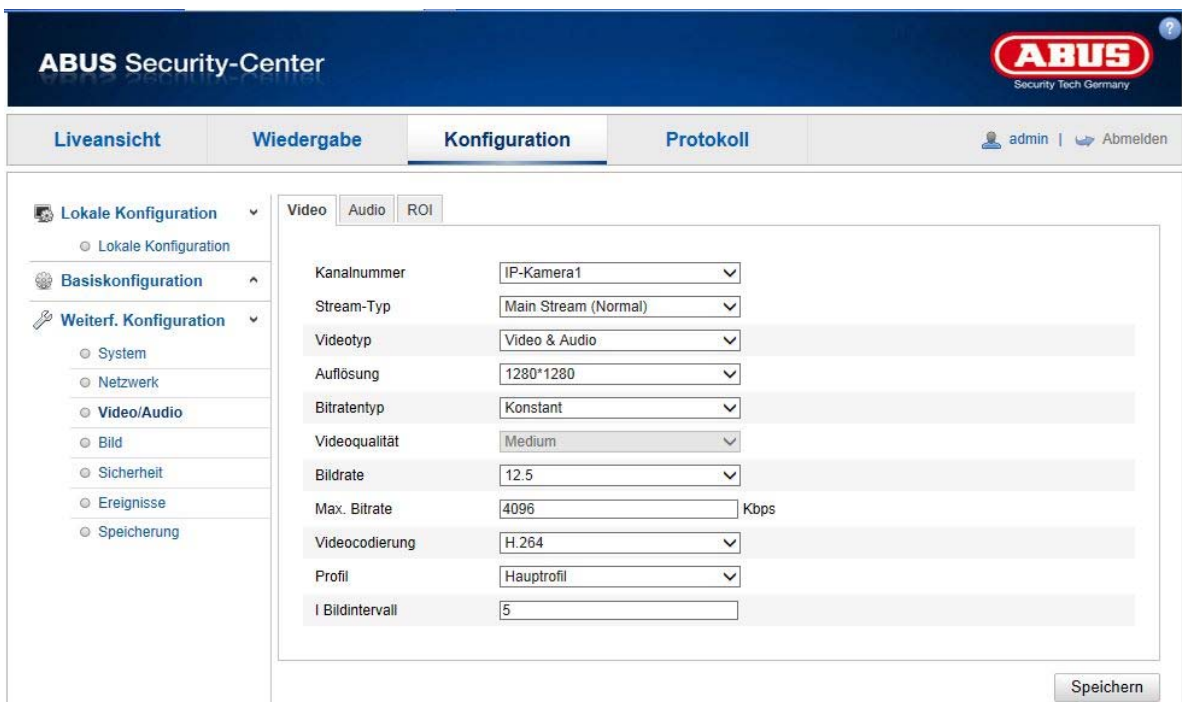 ABUS Security-Center
ABUS
Security Tech Germany
?
Liveansicht
Wiedergabe
Konfiguration
Protokoll
admin | Abmelden
Lokale Konfiguration
Lokale Konfiguration
Basiskonfiguration
Weiterf. Konfiguration
System
Netzwerk
Video/Audio
Bild
Sicherheit
Ereignisse
Speicherung
Video Audio ROI
Kanalnummer IP-Kamera1
Stream-Typ Main Stream (Normal)
Videotyp Video & Audio
Auflösung 1280*1280
Bitratentyp Konstant
Videoqualität Medium
Bildrate 12.5
Max. Bitrate 4096 Kbps
Videocodierung H.264
Profil Hauptrofil
I Bildintervall 5
Speichern